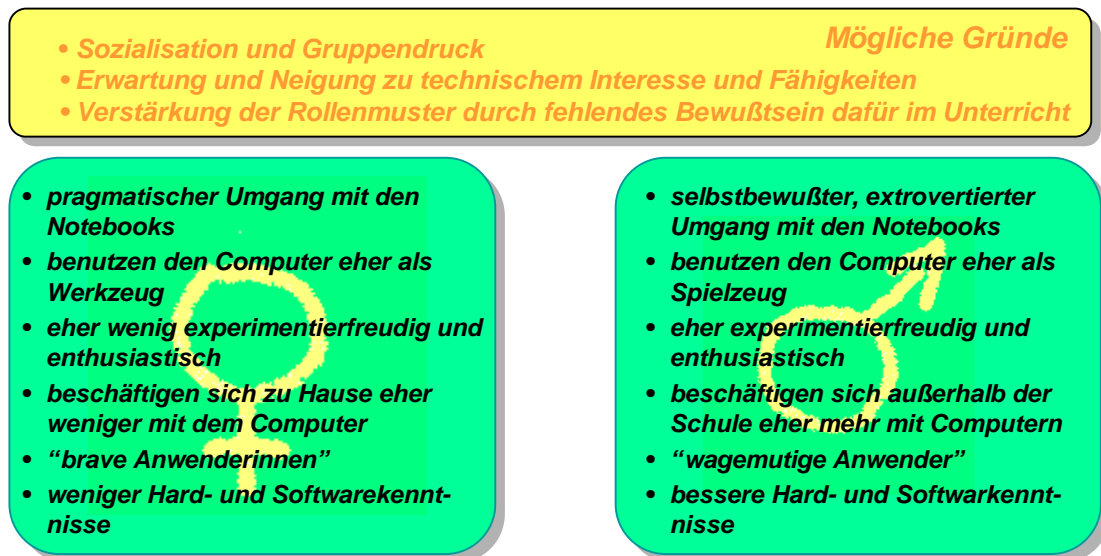 Mögliche Gründe
• Sozialisation und Gruppendruck
• Erwartung und Neigung zu technischem Interesse und Fähigkeiten
• Verstärkung der Rollenmuster durch fehlendes Bewußtsein dafür im Unterricht
• pragmatischer Umgang mit den
Notebooks
• benutzen den Computer eher als
Werkzeug
• eher wenig experimentierfreudig und
enthusiastisch
• beschäftigen sich zu Hause eher
weniger mit dem Computer
• “brave Anwenderinnen”
• weniger Hard- und Softwarekennt-
nisse
• selbstbewußter, extrovertierter
Umgang mit den Notebooks
• benutzen den Computer eher als
Spielzeug
• eher experimentierfreudig und
enthusiastisch
• beschäftigen sich außerhalb der
Schule eher mehr mit Computern
• “wagemutige Anwender”
• bessere Hard- und Softwarkennt-
nisse